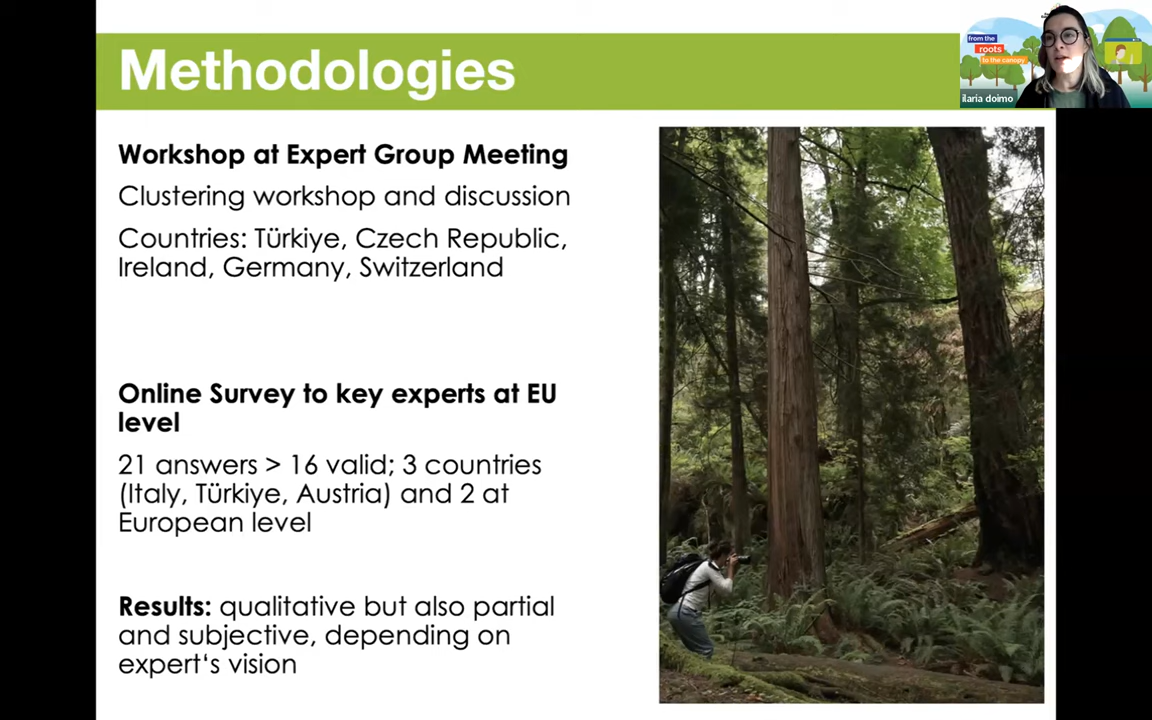 Methodologies
from the
roots
to the canopy
ilaria doimo
Workshop at Expert Group Meeting
Clustering workshop and discussion
Countries: Türkiye, Czech Republic,
Ireland, Germany, Switzerland
Online Survey to key experts at EU
level
21 answers > 16 valid; 3 countries
(Italy, Türkiye, Austria) and 2 at
European level
Results: qualitative but also partial
and subjective, depending on
expert‘s vision